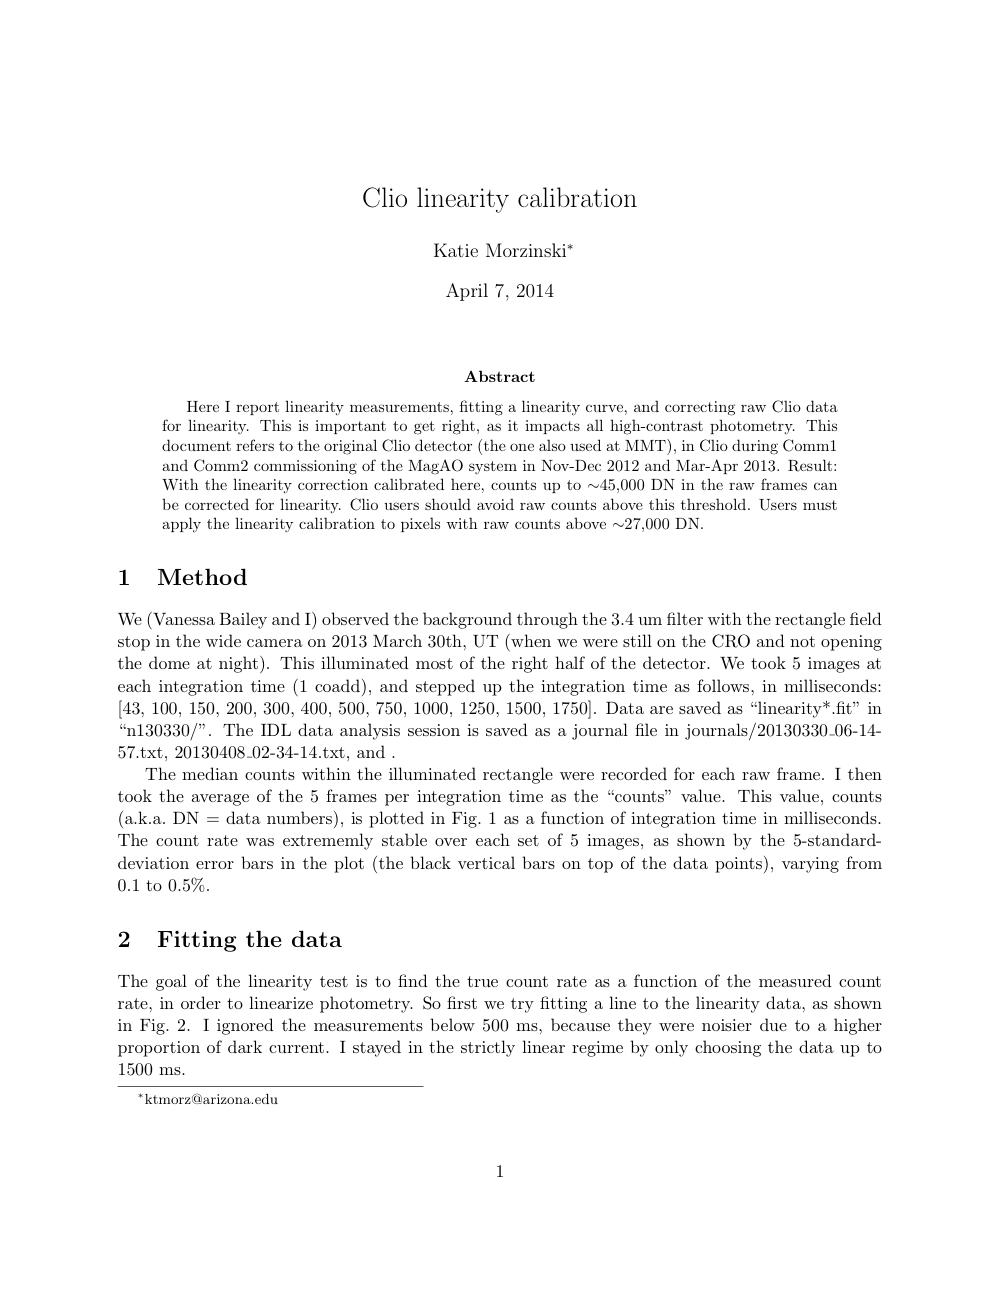 Clio linearity calibration
Katie Morzinski*
April 7, 2014
Abstract
Here I report linearity measurements, fitting a linearity curve, and correcting raw Clio data
for linearity. This is important to get right, as it impacts all high-contrast photometry. This
document refers to the original Clio detector (the one also used at MMT), in Clio during Comm1
and Comm2 commissioning of the MagAO system in Nov-Dec 2012 and Mar-Apr 2013. Result:
With the linearity correction calibrated here, counts up to ∼45,000 DN in the raw frames can
be corrected for linearity. Clio users should avoid raw counts above this threshold. Users must
apply the linearity calibration to pixels with raw counts above ∼27,000 DN.
1 Method
We (Vanessa Bailey and I) observed the background through the 3.4 um filter with the rectangle field
stop in the wide camera on 2013 March 30th, UT (when we were still on the CRO and not opening
the dome at night). This illuminated most of the right half of the detector. We took 5 images at
each integration time (1 coadd), and stepped up the integration time as follows, in milliseconds:
[43, 100, 150, 200, 300, 400, 500, 750, 1000, 1250, 1500, 1750]. Data are saved as “linearity*.fit” in
“n130330/”. The IDL data analysis session is saved as a journal file in journals/20130330_06-14-
57.txt, 20130408_02-34-14.txt, and .
The median counts within the illuminated rectangle were recorded for each raw frame. I then
took the average of the 5 frames per integration time as the “counts” value. This value, counts
(a.k.a. DN = data numbers), is plotted in Fig. 1 as a function of integration time in milliseconds.
The count rate was extrememly stable over each set of 5 images, as shown by the 5-standard-
deviation error bars in the plot (the black vertical bars on top of the data points), varying from
0.1 to 0.5%.
2 Fitting the data
The goal of the linearity test is to find the true count rate as a function of the measured count
rate, in order to linearize photometry. So first we try fitting a line to the linearity data, as shown
in Fig. 2. I ignored the measurements below 500 ms, because they were noisier due to a higher
proportion of dark current. I stayed in the strictly linear regime by only choosing the data up to
1500 ms.
*ktmorz@arizona.edu
1